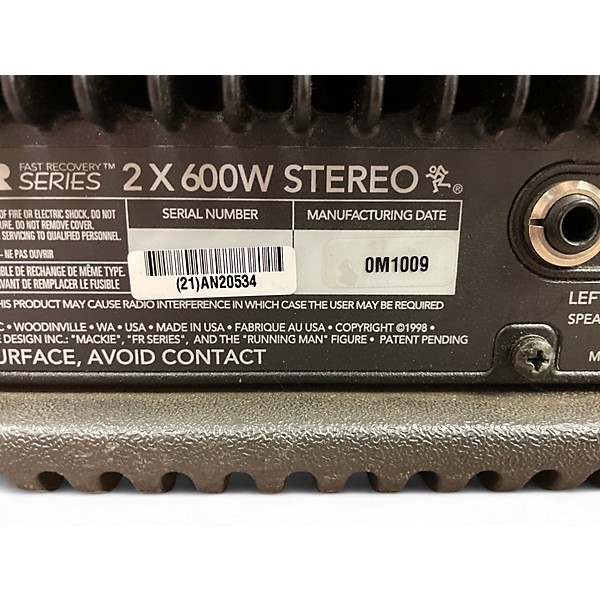 R FAST RECOVERY™
SERIES 2 X 600W STEREO ®
OF FIRE OR ELECTRIC SHOCK, DO NOT
DO NOT REMOVE COVER.
SERVICING TO QUALIFIED PERSONNEL.
– NE PAS OUVRIR
BLE DE RECHANGE DE MÊME TYPE.
AVANT DE REMPLACER LE FUSIBLE
SERIAL NUMBER
(21)AN20534
MANUFACTURING DATE
0M1009
THIS PRODUCT MAY CAUSE RADIO INTERFERENCE IN WHICH CASE THE USER MAY BE REQUIRED
C • WOODINVILLE • WA • USA • MADE IN USA • FABRIQUE AU USA • COPYRIGHT ©1998 •
E DESIGN INC.: "MACKIE", "FR SERIES", AND THE "RUNNING MAN" FIGURE • PATENT PENDING
SURFACE, AVOID CONTACT
LEFT
SPEA
M